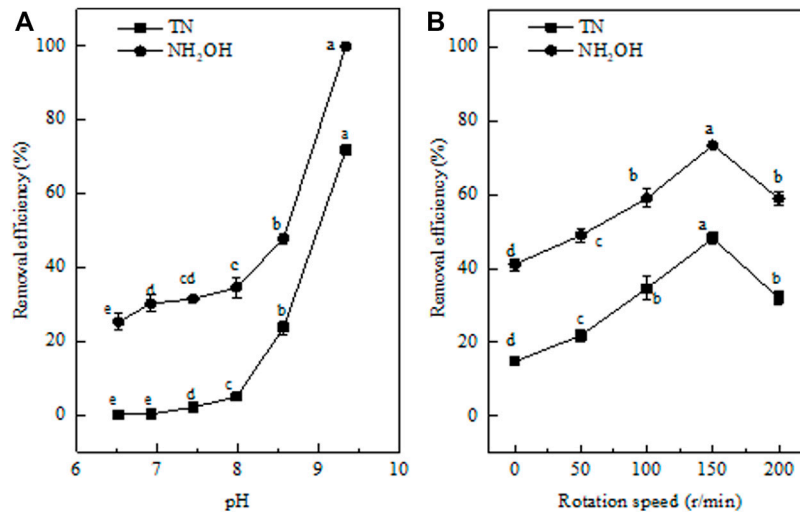 A
TN
NH₂OH
100
80
60
40
20
0
Removal efficiency (%)
a
a
b
c
cd
d
e
b
c
d
e
e
6
7
8
9
10
pH
B
TN
NH₂OH
100
80
60
40
20
0
Removal efficiency (%)
a
b
b
c
d
a
b
b
c
d
0
50
100
150
200
Rotation speed (r/min)